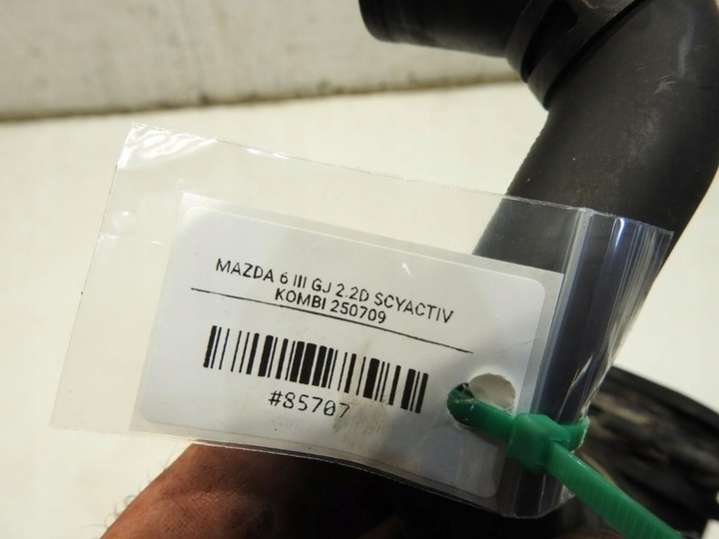 MAZDA 6 III GJ 2.2D SCYACTIV
KOMBI 250709
#85707